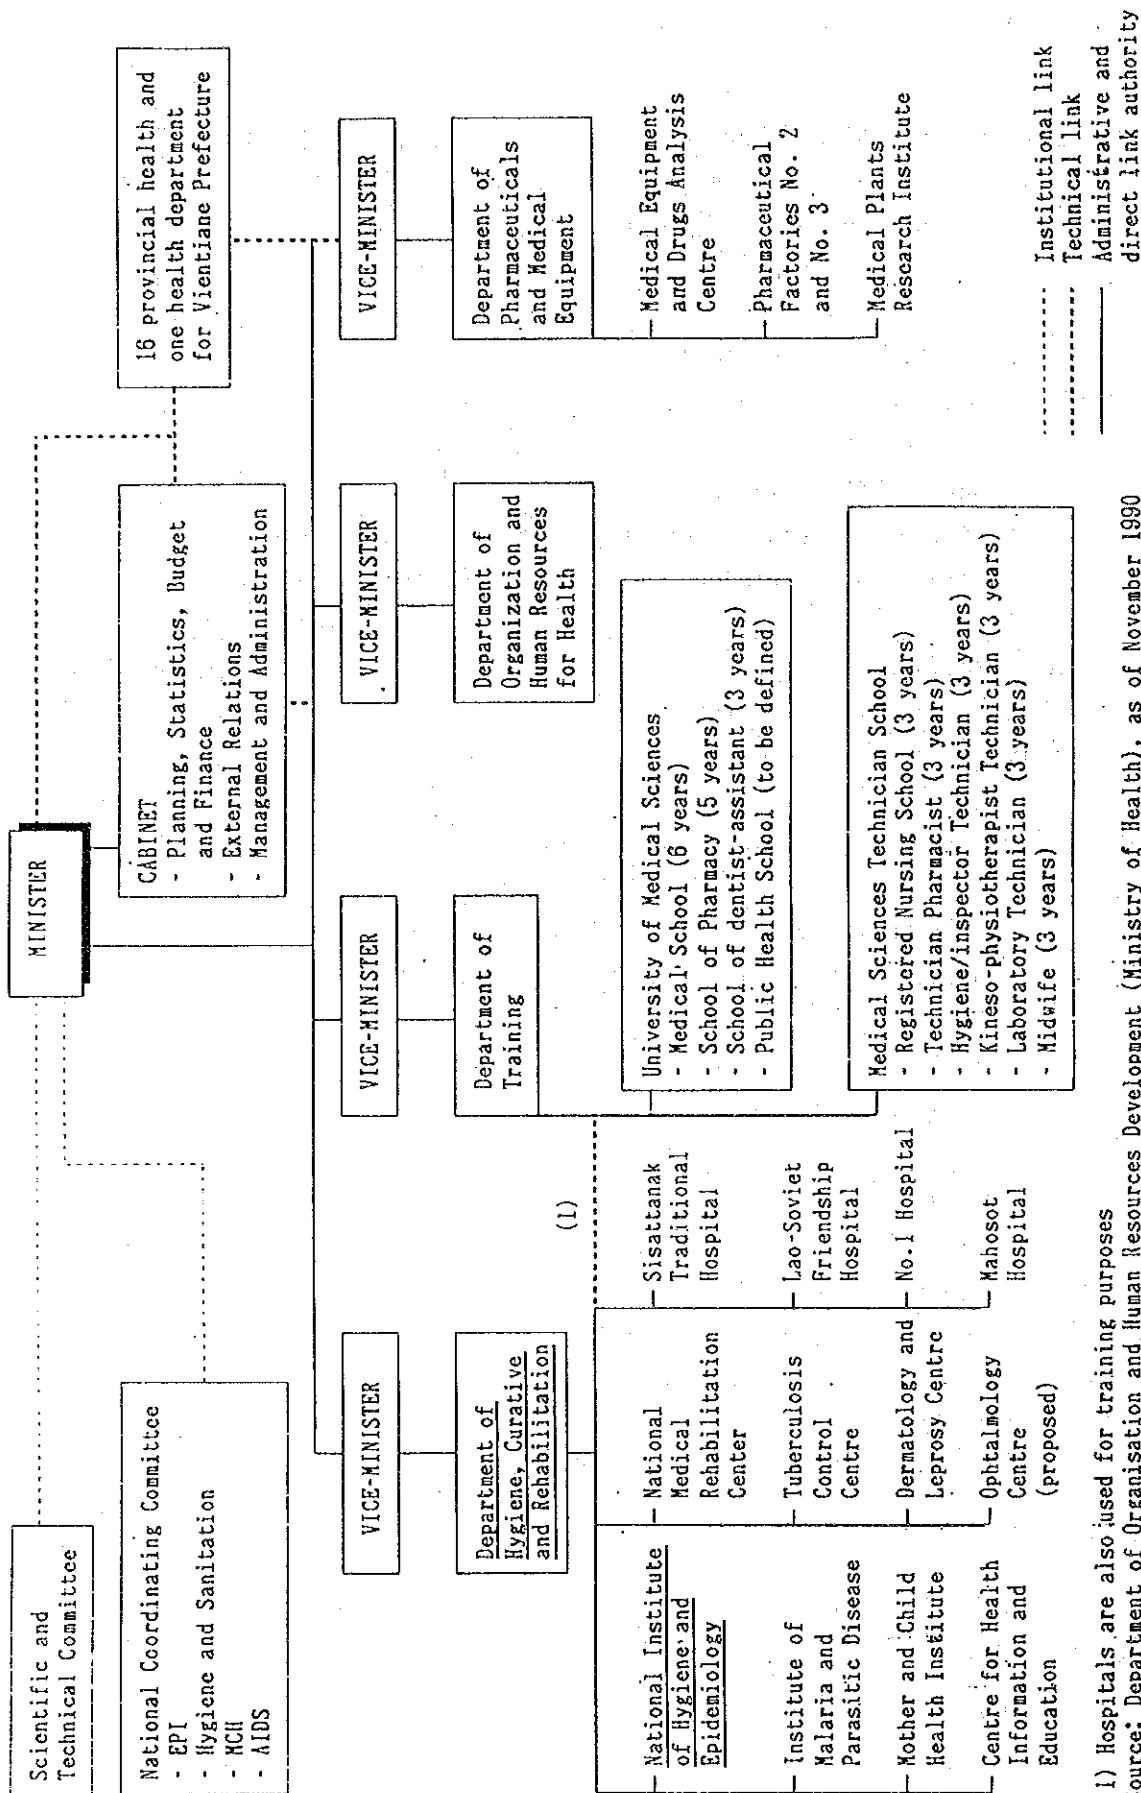 MINISTER
Scientific and
Technical Committee
National Coordinating Committee
- EPI
- Hygiene and Sanitation
- MCH
- AIDS
CABINET
- Planning, Statistics, Budget
and Finance
- External Relations
- Management and Administration
16 provincial health and
one health department
for Vientiane Prefecture
VICE-MINISTER
VICE-MINISTER
VICE-MINISTER
VICE-MINISTER
Department of
Hygiene, Curative
and Rehabilitation
Department of
Training
Department of
Organization and
Human Resources
for Health
Department of
Pharmaceuticals
and Medical
Equipment
(1)
National Institute
of Hygiene and
Epidemiology
Institute of
Malaria and
Parasitic Disease
Mother and Child
Health Institute
Centre for Health
Information and
Education
National
Medical
Rehabilitation
Center
Tuberculosis
Control
Centre
Dermatology and
Leprosy Centre
Ophtalmology
Centre
(proposed)
Sisattanak
Traditional
Hospital
Lao-Soviet
Friendship
Hospital
No.1 Hospital
Mahosot
Hospital
University of Medical Sciences
- Medical School (6 years)
- School of Pharmacy (5 years)
- School of dentist-assistant (3 years)
- Public Health School (to be defined)
Medical Sciences Technician School
- Registered Nursing School (3 years)
- Technician Pharmacist (3 years)
- Hygiene/inspector Technician (3 years)
- Kineso-physiotherapist Technician (3 years)
- Laboratory Technician (3 years)
- Midwife (3 years)
Medical Equipment
and Drugs Analysis
Centre
Pharmaceutical
Factories No. 2
and No. 3
Medical Plants
Research Institute
Institutional link
Technical link
Administrative and
direct link authority
1) Hospitals are also used for training purposes
ource: Department of Organisation and Human Resources Development (Ministry of Health), as of November 1990